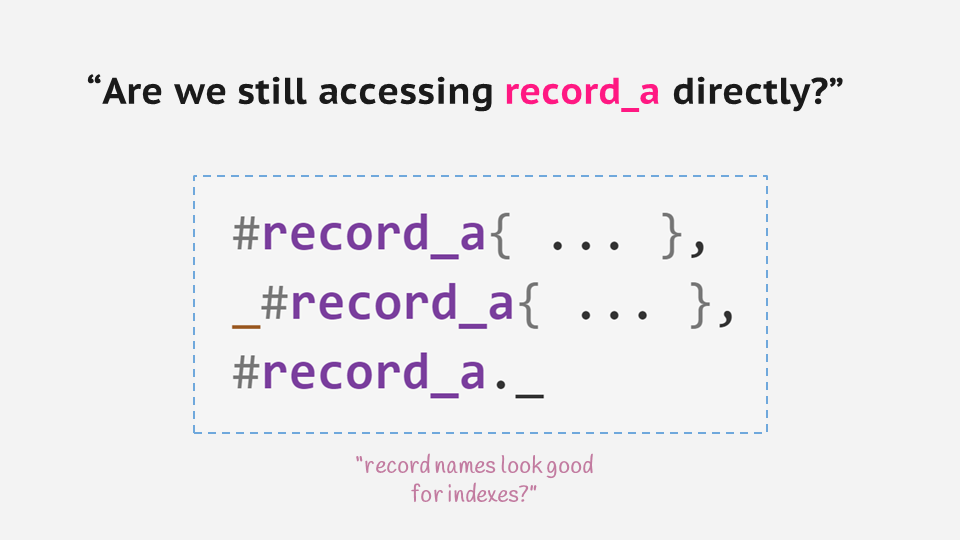 “Are we still accessing record_a directly?”
#record_a{ ... },
_#record_a{ ... },
#record_a._
"record names look good
for indexes?"